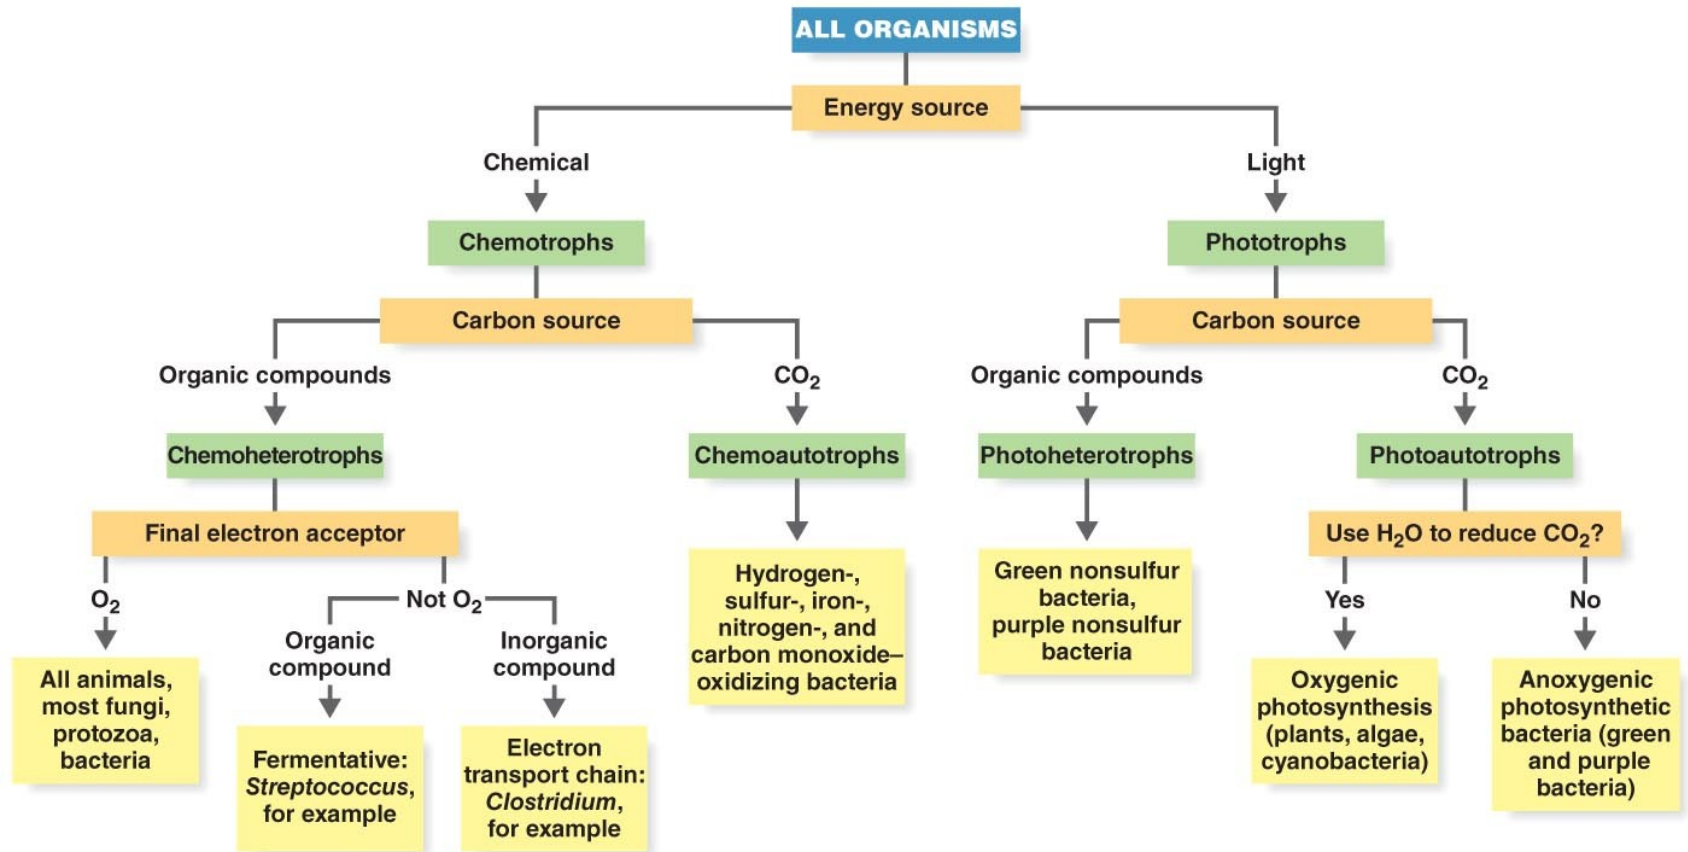 ALL ORGANISMS
Energy source
Chemical
Light
Chemotrophs
Phototrophs
Carbon source
Carbon source
Organic compounds
CO₂
Organic compounds
CO₂
Chemoheterotrophs
Chemoautotrophs
Photoheterotrophs
Photoautotrophs
Final electron acceptor
Use H₂O to reduce CO₂?
O₂
Not O₂
Organic
compound
Inorganic
compound
Yes
No
All animals,
most fungi,
protozoa,
bacteria
Fermentative:
Streptococcus,
for example
Electron
transport chain:
Clostridium,
for example
Hydrogen-,
sulfur-, iron-,
nitrogen-, and
carbon monoxide–
oxidizing bacteria
Green nonsulfur
bacteria,
purple nonsulfur
bacteria
Oxygenic
photosynthesis
(plants, algae,
cyanobacteria)
Anoxygenic
photosynthetic
bacteria (green
and purple
bacteria)